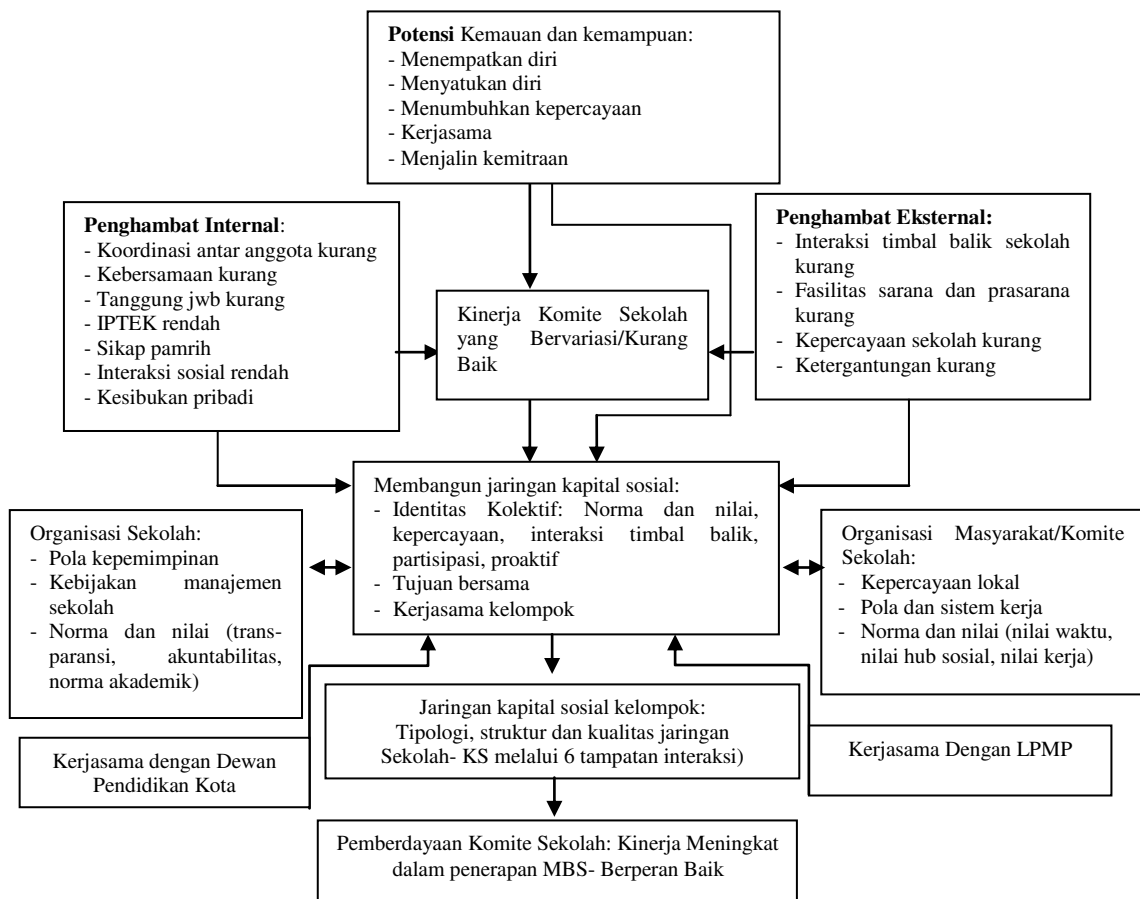 Potensi Kemauan dan kemampuan:
- Menempatkan diri
- Menyatukan diri
- Menumbuhkan kepercayaan
- Kerjasama
- Menjalin kemitraan
Penghambat Internal:
- Koordinasi antar anggota kurang
- Kebersamaan kurang
- Tanggung jwb kurang
- IPTEK rendah
- Sikap pamrih
- Interaksi sosial rendah
- Kesibukan pribadi
Kinerja Komite Sekolah
yang Bervariasi/Kurang
Baik
Penghambat Eksternal:
- Interaksi timbal balik sekolah
kurang
- Fasilitas sarana dan prasarana
kurang
- Kepercayaan sekolah kurang
- Ketergantungan kurang
Membangun jaringan kapital sosial:
- Identitas Kolektif: Norma dan nilai,
kepercayaan, interaksi timbal balik,
partisipasi, proaktif
- Tujuan bersama
- Kerjasama kelompok
Organisasi Sekolah:
- Pola kepemimpinan
- Kebijakan manajemen
sekolah
- Norma dan nilai (trans-
paransi, akuntabilitas,
norma akademik)
Organisasi Masyarakat/Komite
Sekolah:
- Kepercayaan lokal
- Pola dan sistem kerja
- Norma dan nilai (nilai waktu,
nilai hub sosial, nilai kerja)
Jaringan kapital sosial kelompok:
Tipologi, struktur dan kualitas jaringan
Sekolah- KS melalui 6 tampatan interaksi)
Kerjasama dengan Dewan
Pendidikan Kota
Kerjasama Dengan LPMP
Pemberdayaan Komite Sekolah: Kinerja Meningkat
dalam penerapan MBS- Berperan Baik